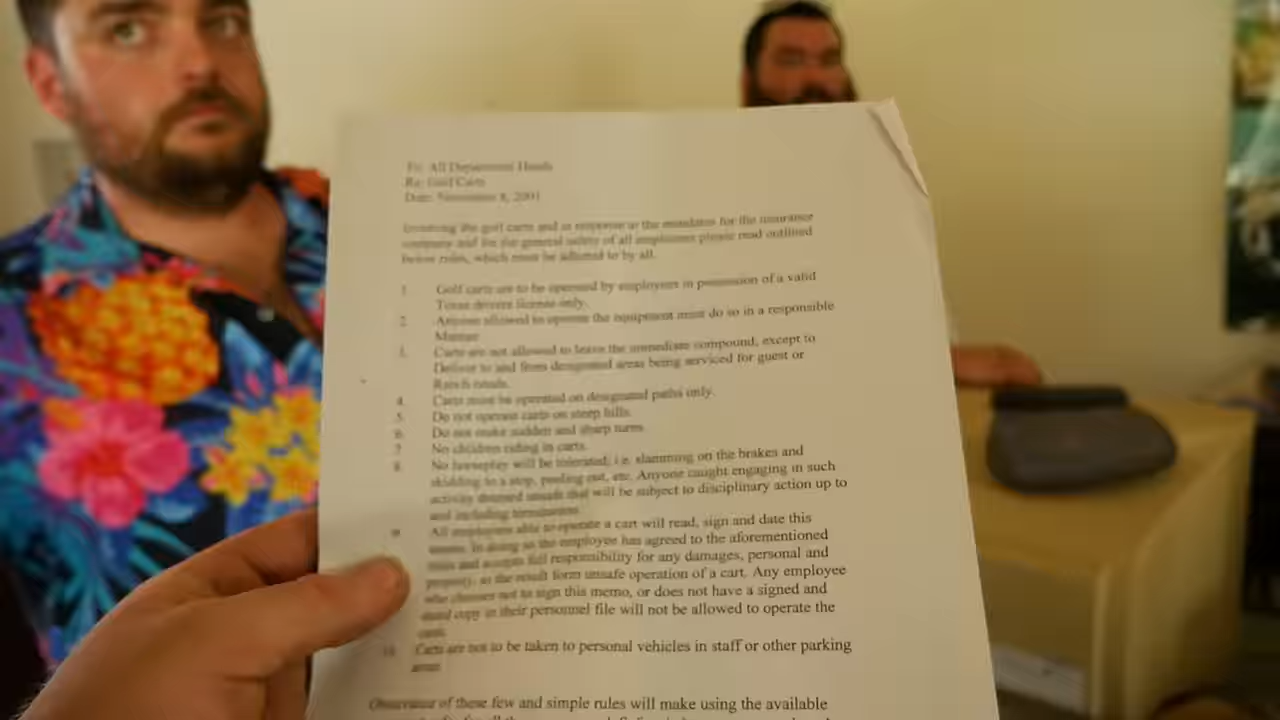 To: All Department Heads
Re: Golf Carts
Date: November 8, 2001
Involving the golf carts and in response to the mandates for the insurance
company and for the general safety of all employees please read outlined
below rules, which must be adhered to by all.
1. Golf carts are to be operated by employees in possession of a valid
Texas drivers license only.
2. Anyone allowed to operate the equipment must do so in a responsible
Manner
3. Carts are not allowed to leave the immediate compound, except to
Deliver to and from designated areas being serviced for guest or
Ranch needs.
4. Carts must be operated on designated paths only.
5. Do not operate carts on steep hills.
6. Do not make sudden and sharp turns.
7. No children riding in carts.
8. No horseplay will be tolerated; i.e. slamming on the brakes and
skidding to a stop, peeling out, etc. Anyone caught engaging in such
activity deemed unsafe that will be subject to disciplinary action up to
and including termination.
9. All employees able to operate a cart will read, sign and date this
memo. In doing so the employee has agreed to the aforementioned
rules and accepts full responsibility for any damages, personal and
property, as the result form unsafe operation of a cart. Any employee
who chooses not to sign this memo, or does not have a signed and
dated copy in their personnel file will not be allowed to operate the
carts.
10. Carts are not to be taken to personal vehicles in staff or other parking
areas.
Observance of these few and simple rules will make using the available